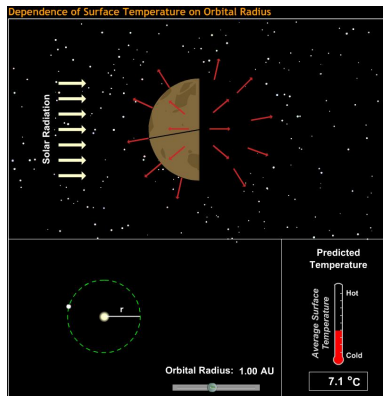 Dependence of Surface Temperature on Orbital Radius
Solar Radiation
r
Orbital Radius: 1.00 AU
Predicted
Temperature
Average Surface
Temperature
Hot
Cold
7.1 °C